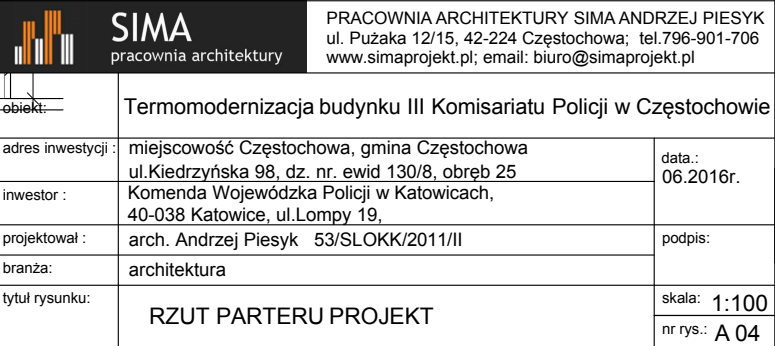 SIMA
pracownia architektury
PRACOWNIA ARCHITEKTURY SIMA ANDRZEJ PIESYK
ul. Pużaka 12/15, 42-224 Częstochowa; tel.796-901-706
www.simaprojekt.pl; email: biuro@simaprojekt.pl
obiekt: Termomodernizacja budynku III Komisariatu Policji w Częstochowie
adres inwestycji : miejscowość Częstochowa, gmina Częstochowa
ul.Kiedrzyńska 98, dz. nr. ewid 130/8, obręb 25
data.:
06.2016r.
inwestor : Komenda Wojewódzka Policji w Katowicach,
40-038 Katowice, ul.Lompy 19,
projektował : arch. Andrzej Piesyk 53/SLOKK/2011/II
podpis:
branża: architektura
tytuł rysunku: RZUT PARTERU PROJEKT
skala: 1:100
nr rys.: A 04